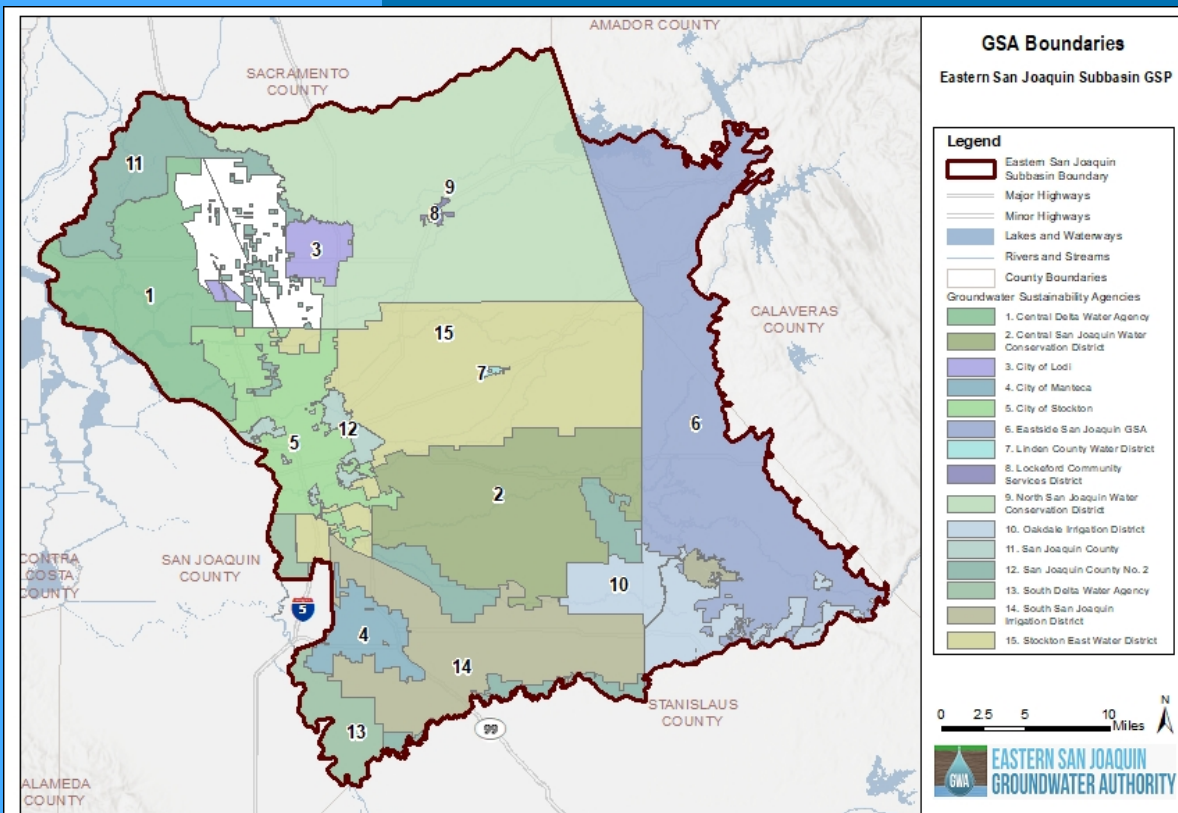 AMADOR COUNTY
SACRAMENTO
COUNTY
11
9
8
3
1
15
CALAVERAS
COUNTY
7
6
12
5
2
CONTRA
COSTA
COUNTY
SAN JOAQUIN
COUNTY
10
5
4
14
STANISLAUS
COUNTY
13
99
ALAMEDA
COUNTY
GSA Boundaries
Eastern San Joaquin Subbasin GSP
Legend
Eastern San Joaquin
Subbasin Boundary
Major Highways
Minor Highways
Lakes and Waterways
Rivers and Streams
County Boundaries
Groundwater Sustainability Agencies
1. Central Delta Water Agency
2. Central San Joaquin Water
Conservation District
3. City of Lodi
4. City of Manteca
5. City of Stockton
6. Eastside San Joaquin GSA
7. Linden County Water District
8. Lockeford Community
Services District
9. North San Joaquin Water
Conservation District
10. Oakdale Irrigation District
11. San Joaquin County
12. San Joaquin County No. 2
13. South Delta Water Agency
14. South San Joaquin
Irrigation District
15. Stockton East Water District
N
0 2.5 5 10
Miles
GWA
EASTERN SAN JOAQUIN
GROUNDWATER AUTHORITY